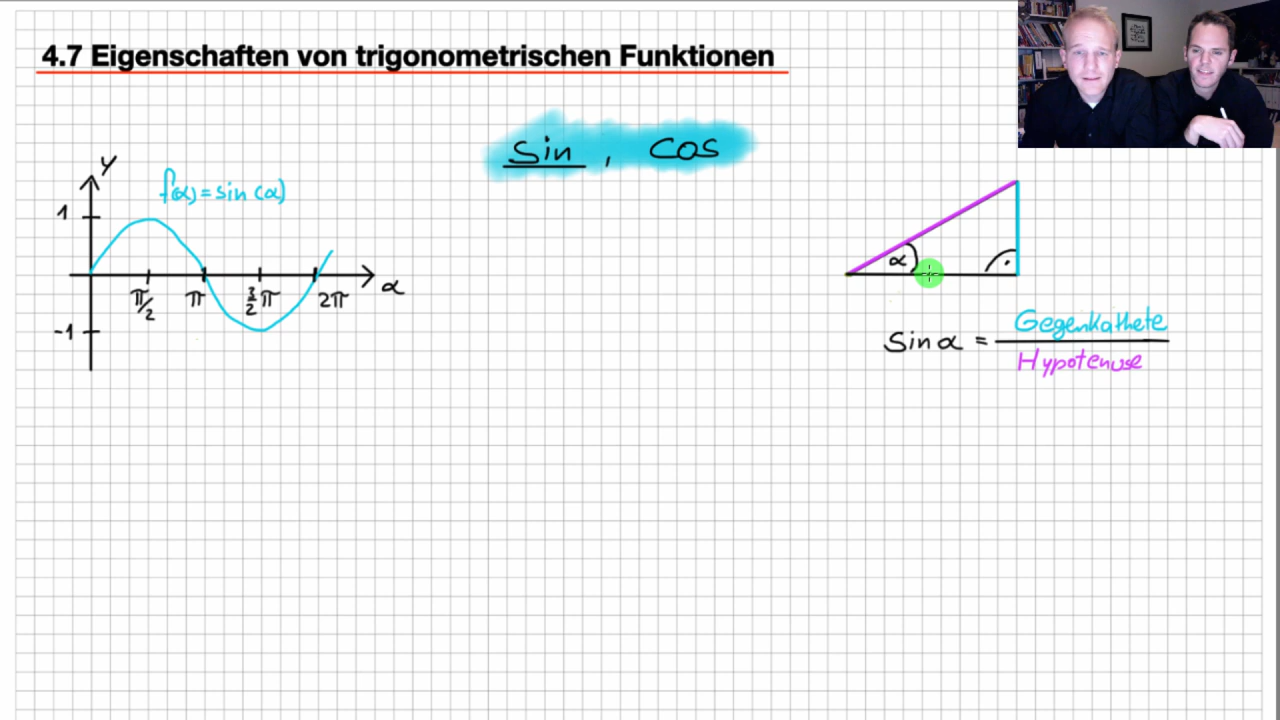 4.7 Eigenschaften von trigonometrischen Funktionen
sin , cos
y
f(α) = sin(α)
1
π/2 π 3/2 π 2π α
-1
α
sin α = Gegenkathete
Hypotenuse